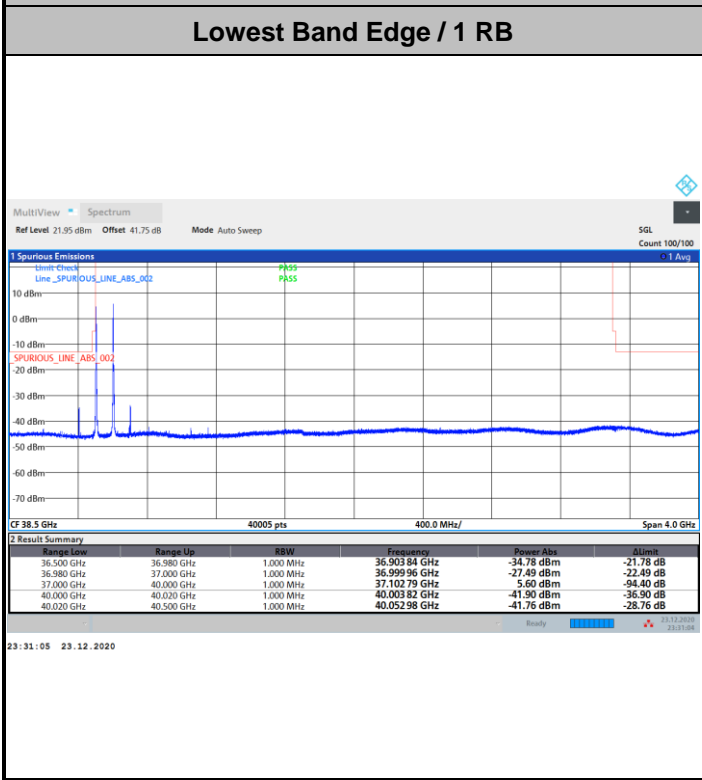 Lowest Band Edge / 1 RB
MultiView Spectrum
Ref Level 21.95 dBm Offset 41.75 dB Mode Auto Sweep SGL
Count 100/100
1 Spurious Emissions 1 Avg
Limit Check PASS
Line _SPURIOUS_LINE_ABS_002 PASS
10 dBm
0 dBm
-10 dBm
_SPURIOUS_LINE_ABS_002
-20 dBm
-30 dBm
-40 dBm
-50 dBm
-60 dBm
-70 dBm
CF 38.5 GHz 40005 pts 400.0 MHz/ Span 4.0 GHz
2 Result Summary
Range Low Range Up RBW Frequency Power Abs ΔLimit
36.500 GHz 36.980 GHz 1.000 MHz 36.903 84 GHz -34.78 dBm -21.78 dB
36.980 GHz 37.000 GHz 1.000 MHz 36.999 96 GHz -27.49 dBm -22.49 dB
37.000 GHz 40.000 GHz 1.000 MHz 37.102 79 GHz 5.60 dBm -94.40 dB
40.000 GHz 40.020 GHz 1.000 MHz 40.003 82 GHz -41.90 dBm -36.90 dB
40.020 GHz 40.500 GHz 1.000 MHz 40.052 98 GHz -41.76 dBm -28.76 dB
Ready 23.12.2020
23:31:04
23:31:05 23.12.2020